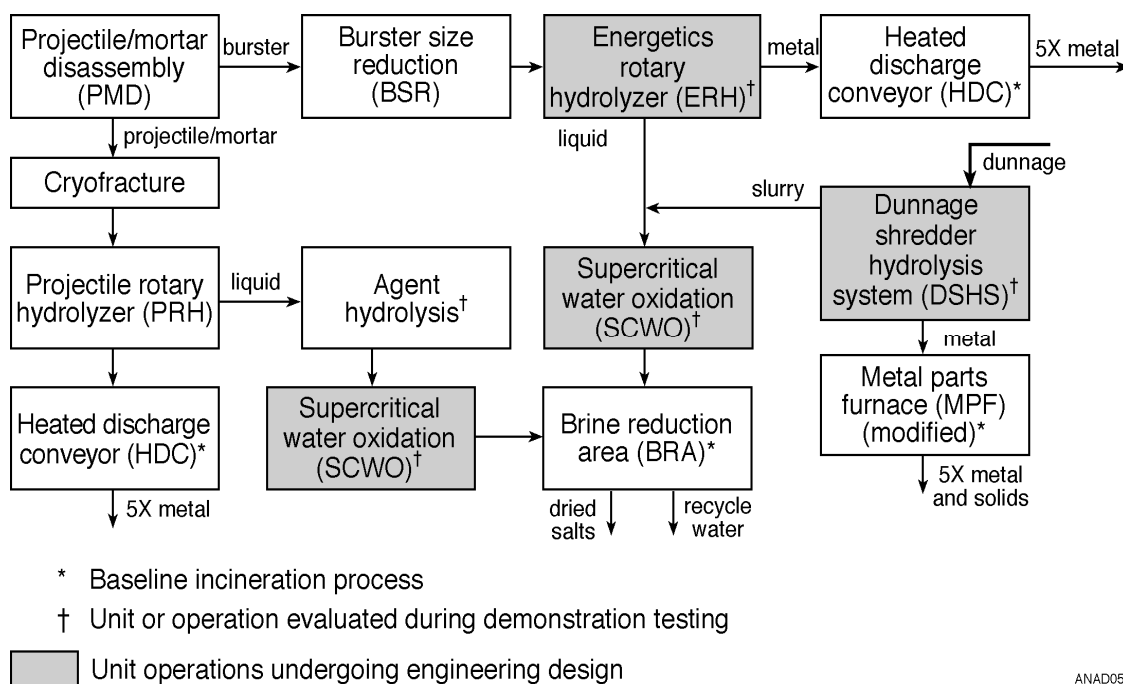 Projectile/mortar
disassembly
(PMD)
burster
Burster size
reduction
(BSR)
Energetics
rotary
hydrolyzer (ERH)†
metal
Heated
discharge
conveyor (HDC)*
5X metal
projectile/mortar
liquid
dunnage
Cryofracture
slurry
Dunnage
shredder
hydrolysis
system (DSHS)†
Projectile rotary
hydrolyzer (PRH)
liquid
Agent
hydrolysis†
Supercritical
water oxidation
(SCWO)†
metal
Heated discharge
conveyor (HDC)*
Supercritical
water oxidation
(SCWO)†
Brine reduction
area (BRA)*
Metal parts
furnace (MPF)
(modified)*
5X metal
dried
salts
recycle
water
5X metal
and solids
* Baseline incineration process
† Unit or operation evaluated during demonstration testing
Unit operations undergoing engineering design
ANAD05